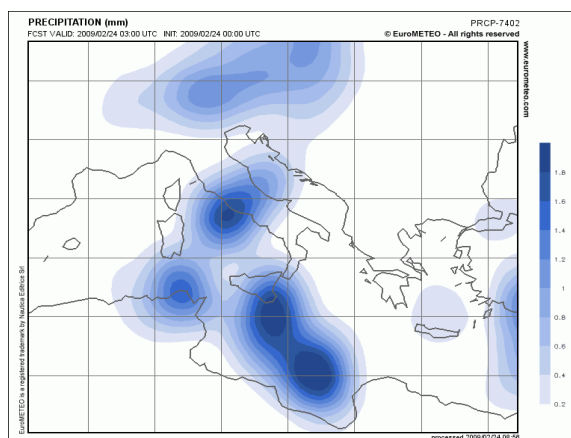 PRECIPITATION (mm)
PRCP-7402
FCST VALID: 2009/02/24 03:00 UTC INIT: 2009/02/24 00:00 UTC
© EuroMETEO - All rights reserved
www.eurometeo.com
1.8
1.6
1.4
1.2
1
0.8
0.6
0.4
0.2
EuroMETEO is a registered trademark by Nautica Editrice Srl
processed 2009/02/24 08:56